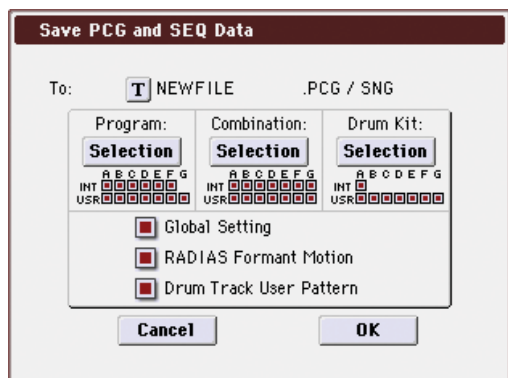 Save PCG and SEQ Data
To: T NEWFILE .PCG / SNG
Program: Combination: Drum Kit:
Selection Selection Selection
A B C D E F G A B C D E F G A B C D E F G
INT INT INT
USR USR USR
Global Setting
RADIAS Formant Motion
Drum Track User Pattern
Cancel OK